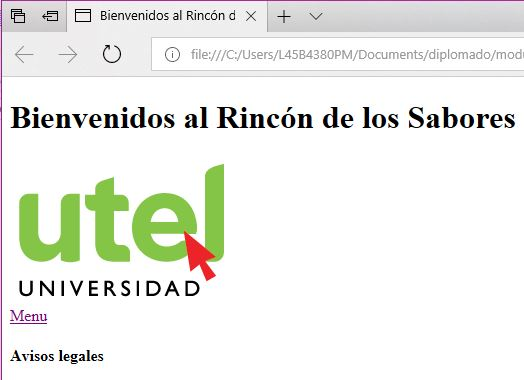 Bienvenidos al Rincón d
file:///C:/Users/L45B4380PM/Documents/diplomado/modu
Bienvenidos al Rincón de los Sabores
utel
UNIVERSIDAD
Menu
Avisos legales